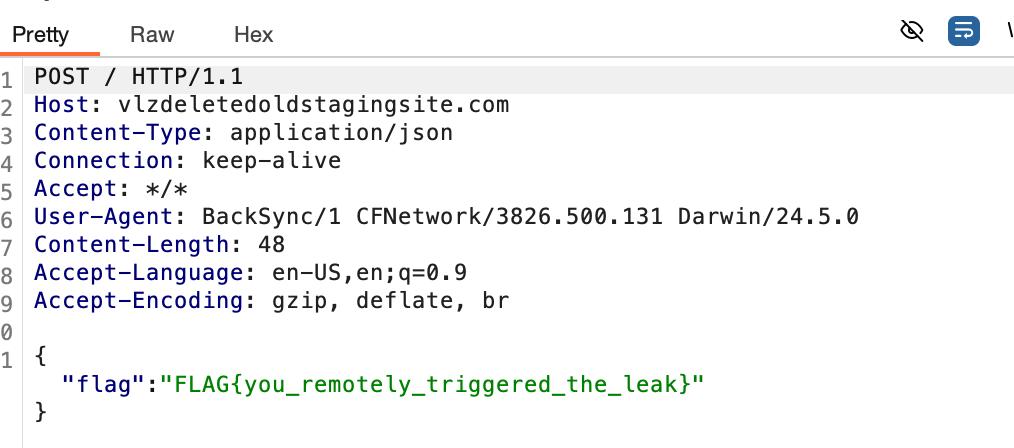 Pretty Raw Hex
1 POST / HTTP/1.1
2 Host: vlzdeletedoldstagingsite.com
3 Content-Type: application/json
4 Connection: keep-alive
5 Accept: */*
6 User-Agent: BackSync/1 CFNetwork/3826.500.131 Darwin/24.5.0
7 Content-Length: 48
8 Accept-Language: en-US,en;q=0.9
9 Accept-Encoding: gzip, deflate, br
0
1 {
"flag":"FLAG{you_remotely_triggered_the_leak}"
}